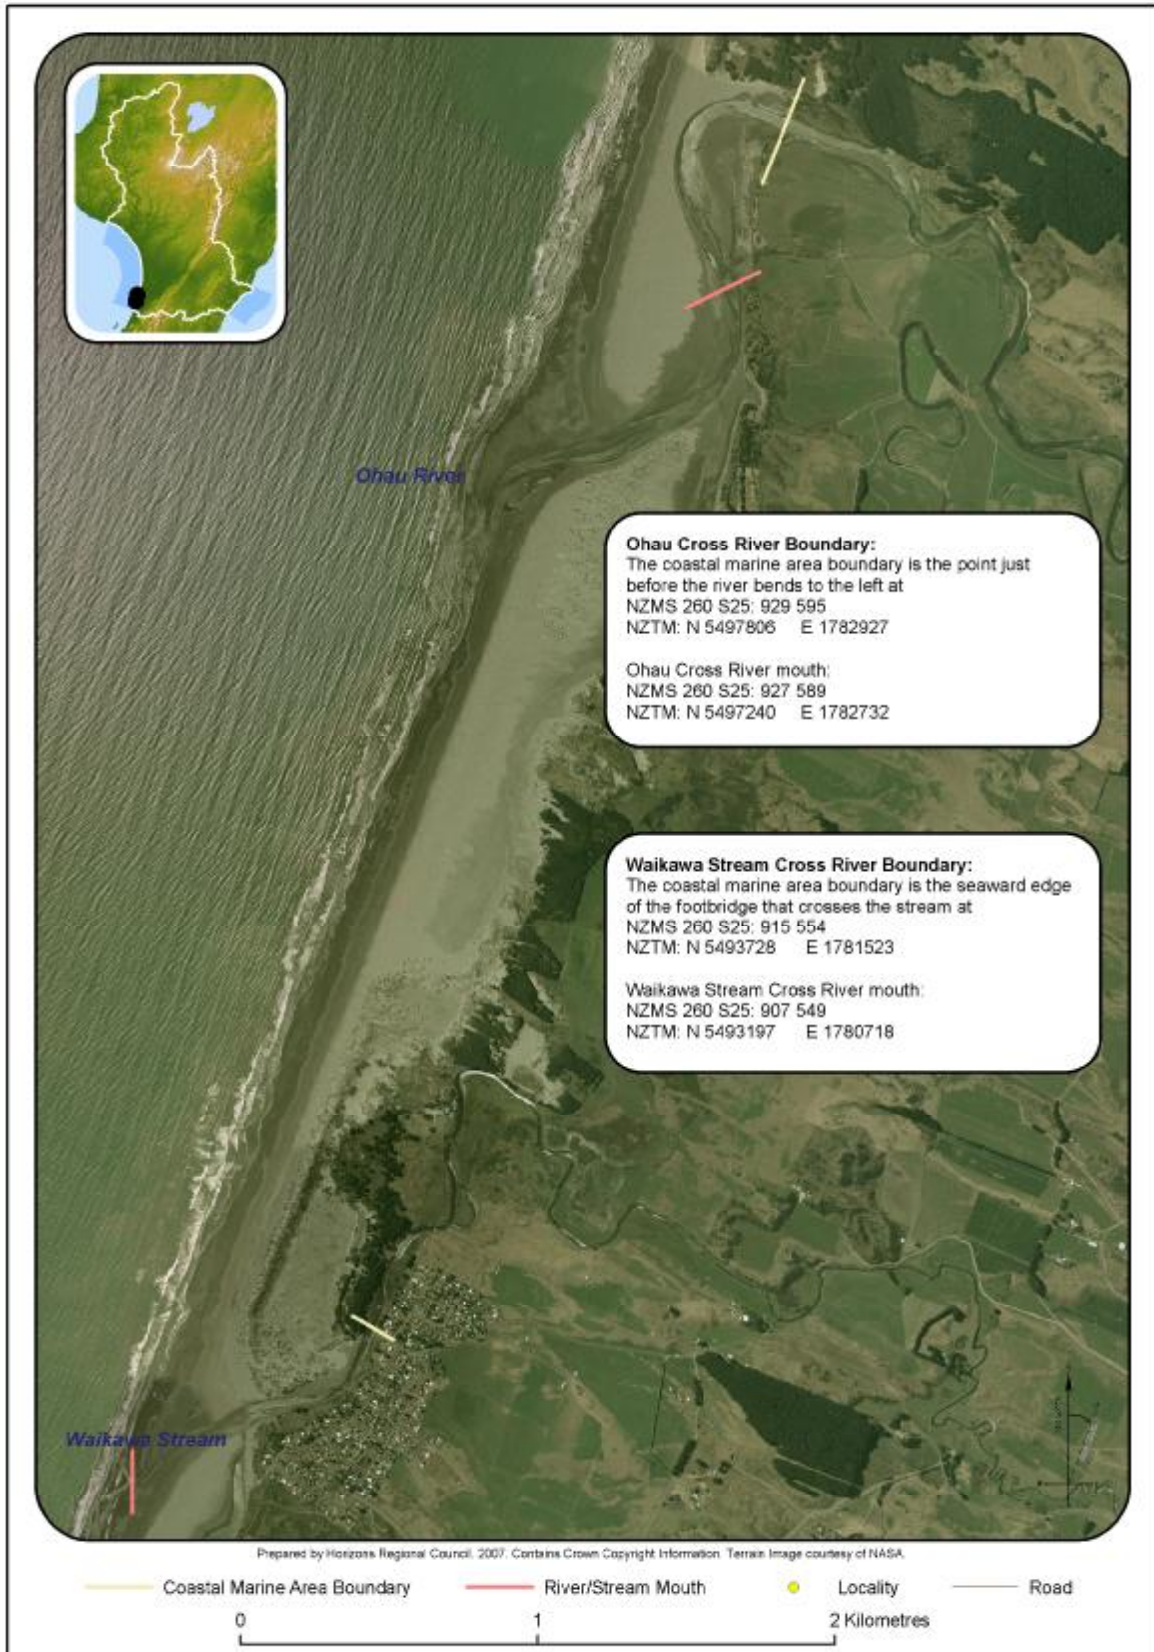 Ohau River
Ohau Cross River Boundary:
The coastal marine area boundary is the point just
before the river bends to the left at
NZMS 260 S25: 929 595
NZTM: N 5497806 E 1782927
Ohau Cross River mouth:
NZMS 260 S25: 927 589
NZTM: N 5497240 E 1782732
Waikawa Stream Cross River Boundary:
The coastal marine area boundary is the seaward edge
of the footbridge that crosses the stream at
NZMS 260 S25: 915 554
NZTM: N 5493728 E 1781523
Waikawa Stream Cross River mouth:
NZMS 260 S25: 907 549
NZTM: N 5493197 E 1780718
Waikawa Stream
Prepared by Horizons Regional Council, 2007. Contains Crown Copyright Information. Terrain Image courtesy of NASA.
Coastal Marine Area Boundary River/Stream Mouth Locality Road
0 1 2 Kilometres